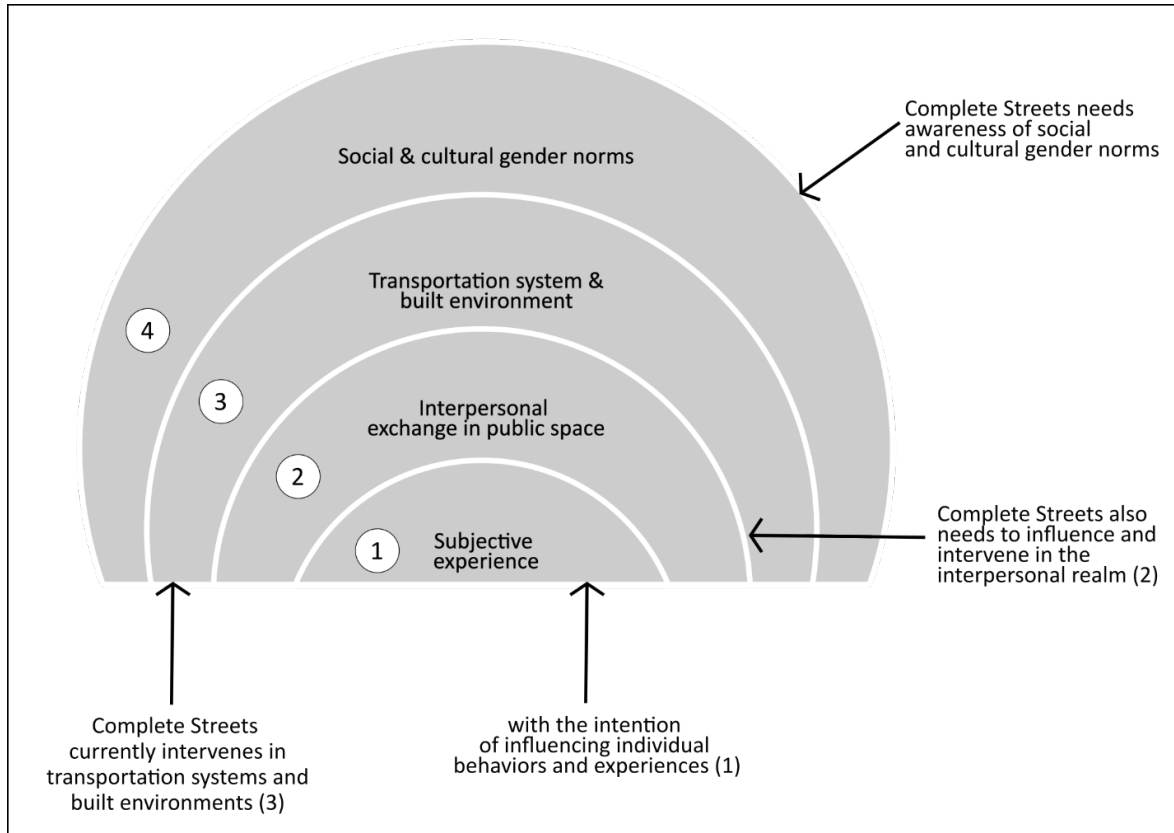 Complete Streets needs
awareness of social
and cultural gender norms
Social & cultural gender norms
Transportation system &
built environment
4
3
Interpersonal
exchange in public space
2
Complete Streets also
needs to influence and
intervene in the
interpersonal realm (2)
1
Subjective
experience
Complete Streets
currently intervenes in
transportation systems and
built environments (3)
with the intention
of influencing individual
behaviors and experiences (1)